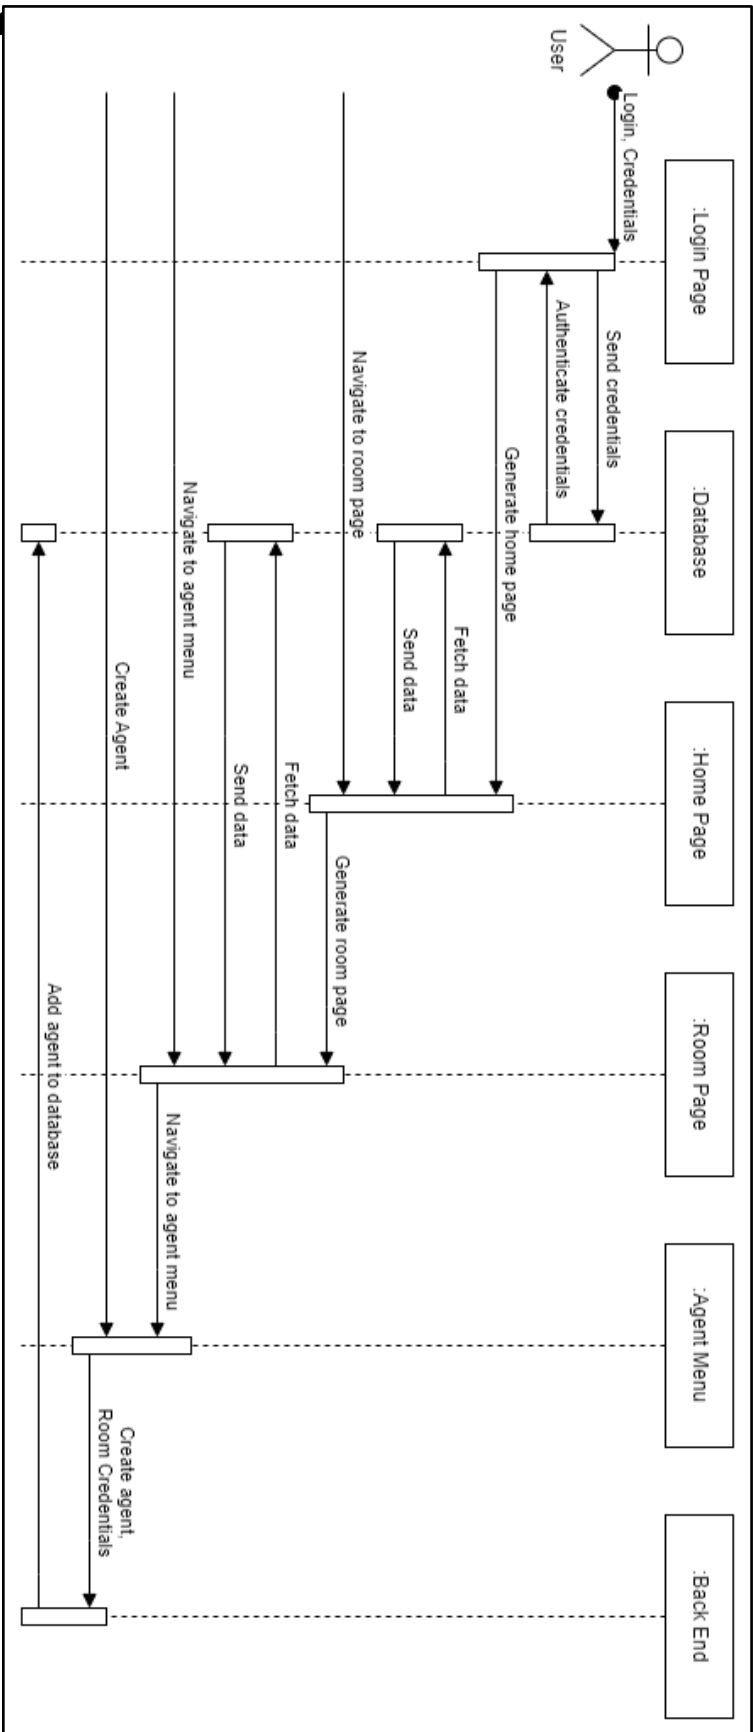 User
:Login Page
:Database
:Home Page
:Room Page
:Agent Menu
:Back End
Login, Credentials
Send credentials
Authenticate credentials
Generate home page
Fetch data
Send data
Navigate to room page
Generate room page
Fetch data
Send data
Navigate to agent menu
Navigate to agent menu
Create Agent
Create agent,
Room Credentials
Add agent to database